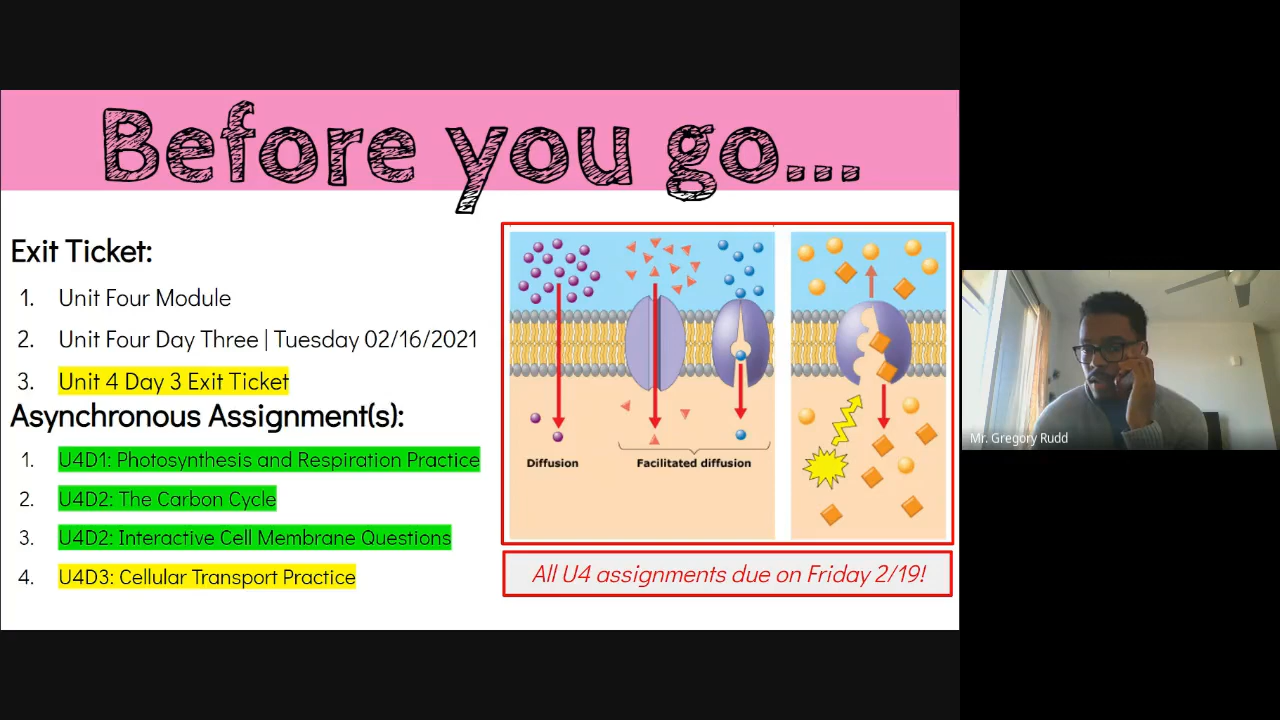 Before you go...
Exit Ticket:
1. Unit Four Module
2. Unit Four Day Three | Tuesday 02/16/2021
3. Unit 4 Day 3 Exit Ticket
Asynchronous Assignment(s):
1. U4D1: Photosynthesis and Respiration Practice
2. U4D2: The Carbon Cycle
3. U4D2: Interactive Cell Membrane Questions
4. U4D3: Cellular Transport Practice
Diffusion
Facilitated diffusion
All U4 assignments due on Friday 2/19!
Mr. Gregory Rudd